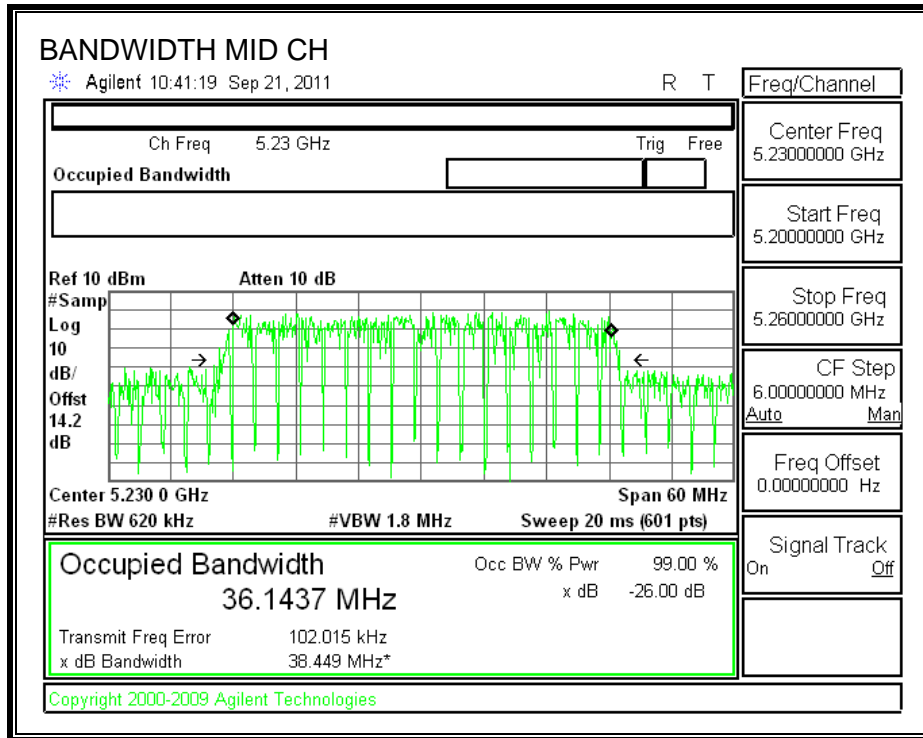 BANDWIDTH MID CH
Agilent 10:41:19 Sep 21, 2011 R T
Ch Freq 5.23 GHz Trig Free
Occupied Bandwidth
Ref 10 dBm Atten 10 dB
#Samp
Log
10
dB/
Offst
14.2
dB
Center 5.230 0 GHz Span 60 MHz
#Res BW 620 kHz #VBW 1.8 MHz Sweep 20 ms (601 pts)
Occupied Bandwidth Occ BW % Pwr 99.00 %
36.1437 MHz x dB -26.00 dB
Transmit Freq Error 102.015 kHz
x dB Bandwidth 38.449 MHz*
Copyright 2000-2009 Agilent Technologies
Freq/Channel
Center Freq
5.23000000 GHz
Start Freq
5.20000000 GHz
Stop Freq
5.26000000 GHz
CF Step
6.00000000 MHz
Auto Man
Freq Offset
0.00000000 Hz
Signal Track
On Off